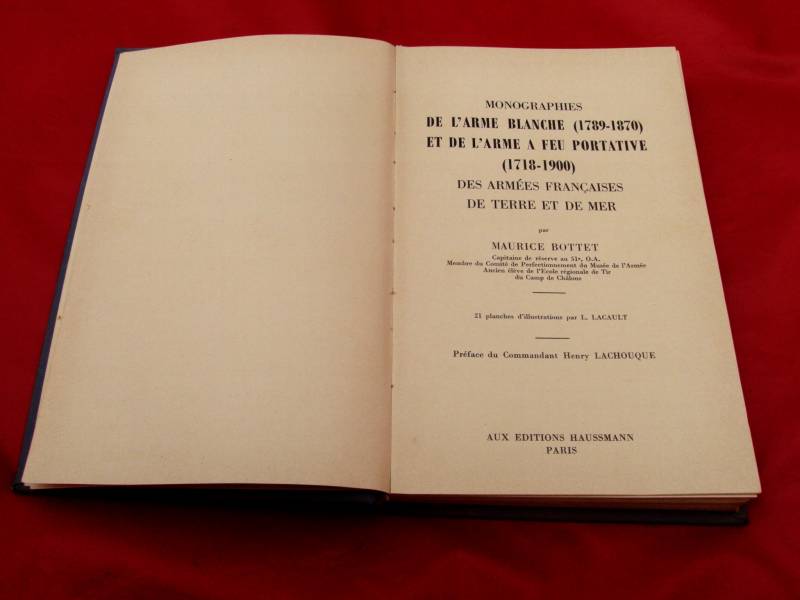 MONOGRAPHIES
DE L'ARME BLANCHE (1789-1870)
ET DE L'ARME A FEU PORTATIVE
(1718-1900)
DES ARMÉES FRANÇAISES
DE TERRE ET DE MER
par
MAURICE BOTTET
Capitaine de réserve au 51e, O.A.
Membre du Comité de Perfectionnement du Musée de l'Armée
Ancien élève de l'Ecole régionale de Tir
du Camp de Châlons
21 planches d'illustrations par L. LACAULT
Préface du Commandant Henry LACHOUQUE
AUX EDITIONS HAUSSMANN
PARIS